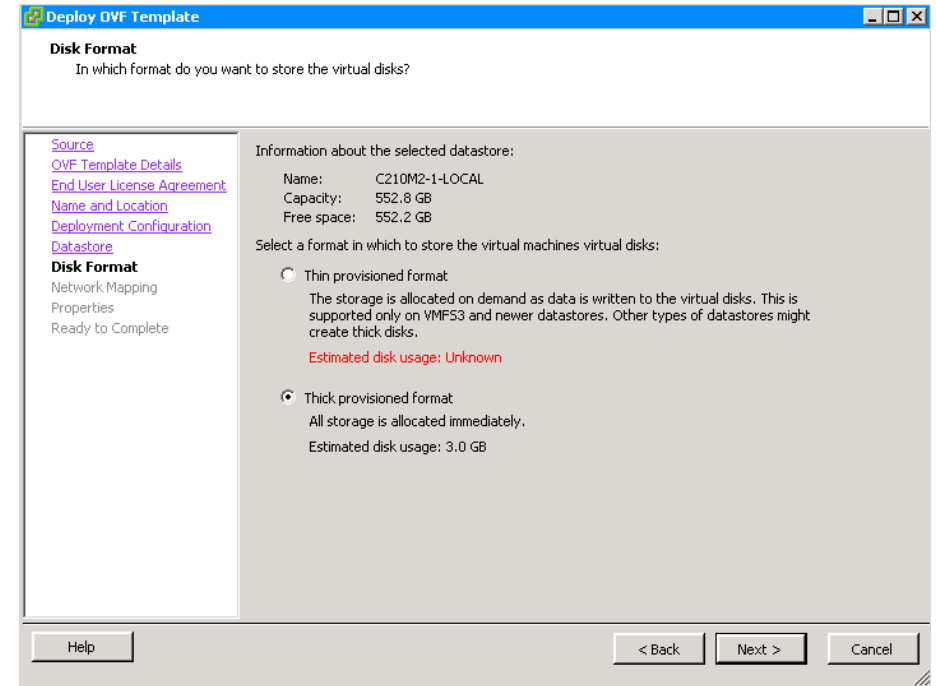 Deploy OVF Template
Disk Format
In which format do you want to store the virtual disks?
Source
OVF Template Details
End User License Agreement
Name and Location
Deployment Configuration
Datastore
Disk Format
Network Mapping
Properties
Ready to Complete
Information about the selected datastore:
Name: C210M2-1-LOCAL
Capacity: 552.8 GB
Free space: 552.2 GB
Select a format in which to store the virtual machines virtual disks:
Thin provisioned format
The storage is allocated on demand as data is written to the virtual disks. This is
supported only on VMFS3 and newer datastores. Other types of datastores might
create thick disks.
Estimated disk usage: Unknown
Thick provisioned format
All storage is allocated immediately.
Estimated disk usage: 3.0 GB
Help
< Back
Next >
Cancel